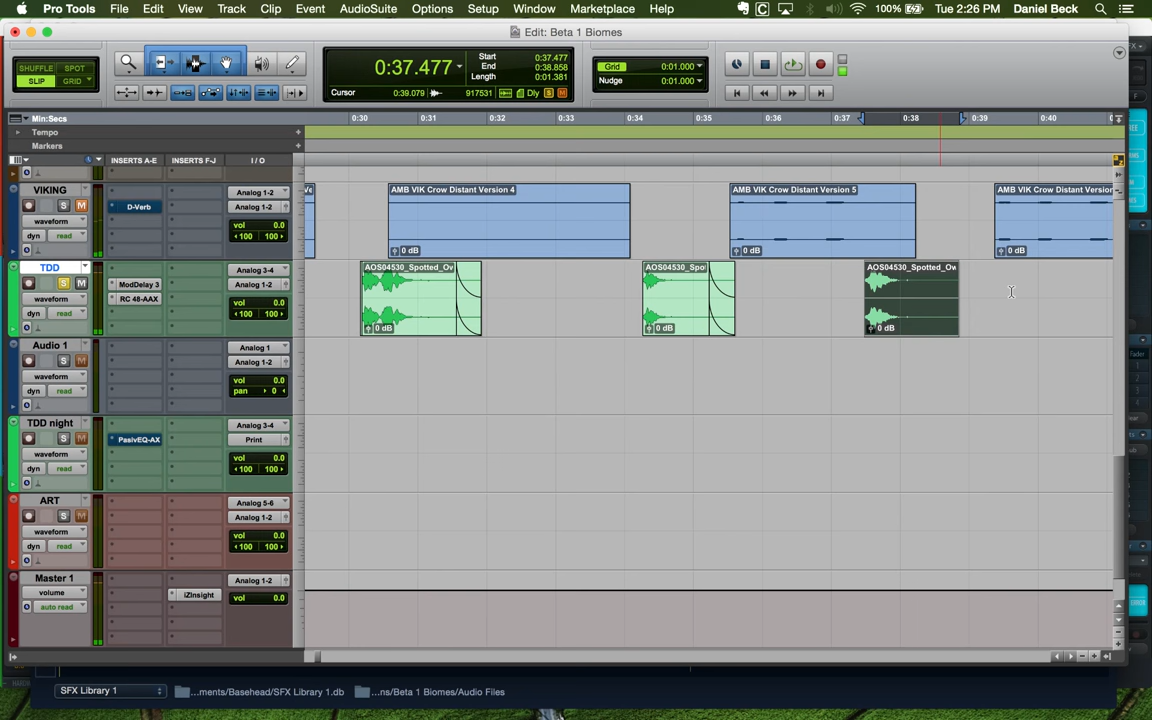 Pro Tools File Edit View Track Clip Event AudioSuite Options Setup Window Marketplace Help 100% Tue 2:26 PM Daniel Beck
Edit: Beta 1 Biomes
SHUFFLE SPOT
SLIP GRID
0:37.477
Start 0:37.477
End 0:38.858
Length 0:01.381
Cursor 0:39.079 917531 Dly S M
Grid 0:01.000
Nudge 0:01.000
Min:Secs 0:30 0:31 0:32 0:33 0:34 0:35 0:36 0:37 0:38 0:39 0:40
Tempo
Markers
INSERTS A-E INSERTS F-J I / O
VIKING
S M
waveform
dyn read
D-Verb
Analog 1-2
Analog 1-2
vol 0.0
100 100
AMB VIK Crow Distant Version 4
0 dB
AMB VIK Crow Distant Version 5
0 dB
AMB VIK Crow Distant Version
0 dB
TDD
S M
waveform
dyn read
ModDelay 3
RC 48-AAX
Analog 3-4
Analog 1-2
vol 0.0
100 100
AOS04530_Spotted_Ow
0 dB
AOS04530_Spo
0 dB
AOS04530_Spotted_Ow
0 dB
Audio 1
S M
waveform
dyn read
Analog 1
Analog 1-2
vol 0.0
pan 0
TDD night
S M
waveform
dyn read
PasivEQ-AX
Analog 3-4
Print
vol 0.0
100 100
ART
S M
waveform
dyn read
Analog 5-6
Analog 1-2
vol 0.0
100 100
Master 1
volume
auto read
iZInsight
Analog 1-2
vol 0.0
SFX Library 1 ...ments/Basehead/SFX Library 1.db ...ns/Beta 1 Biomes/Audio Files